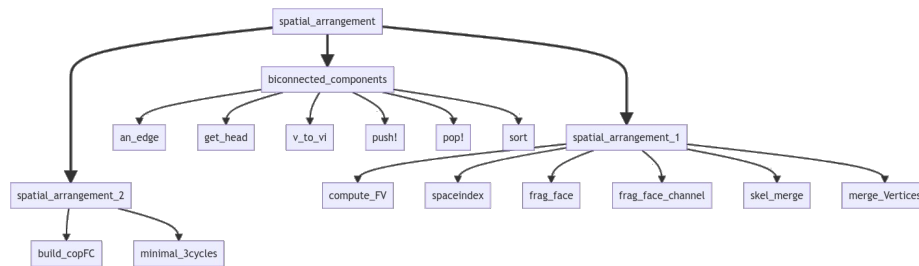 spatial_arrangement
biconnected_components
an_edge
get_head
v_to_vi
push!
pop!
sort
spatial_arrangement_1
compute_FV
spaceindex
frag_face
frag_face_channel
skel_merge
merge_Vertices
spatial_arrangement_2
build_copFC
minimal_3cycles